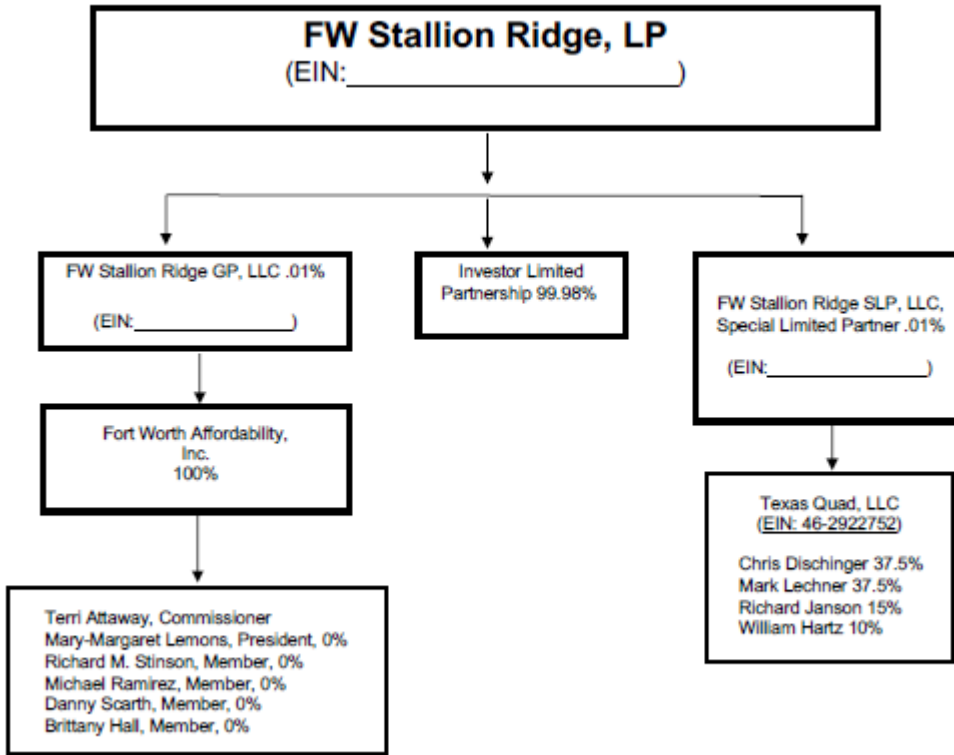 FW Stallion Ridge, LP
(EIN:______________________)
FW Stallion Ridge GP, LLC .01%
(EIN:______________)
Investor Limited
Partnership 99.98%
FW Stallion Ridge SLP, LLC,
Special Limited Partner .01%
(EIN:______________)
Fort Worth Affordability,
Inc.
100%
Texas Quad, LLC
(EIN: 46-2922752)
Chris Dischinger 37.5%
Mark Lechner 37.5%
Richard Janson 15%
William Hartz 10%
Terri Attaway, Commissioner
Mary-Margaret Lemons, President, 0%
Richard M. Stinson, Member, 0%
Michael Ramirez, Member, 0%
Danny Scarth, Member, 0%
Brittany Hall, Member, 0%